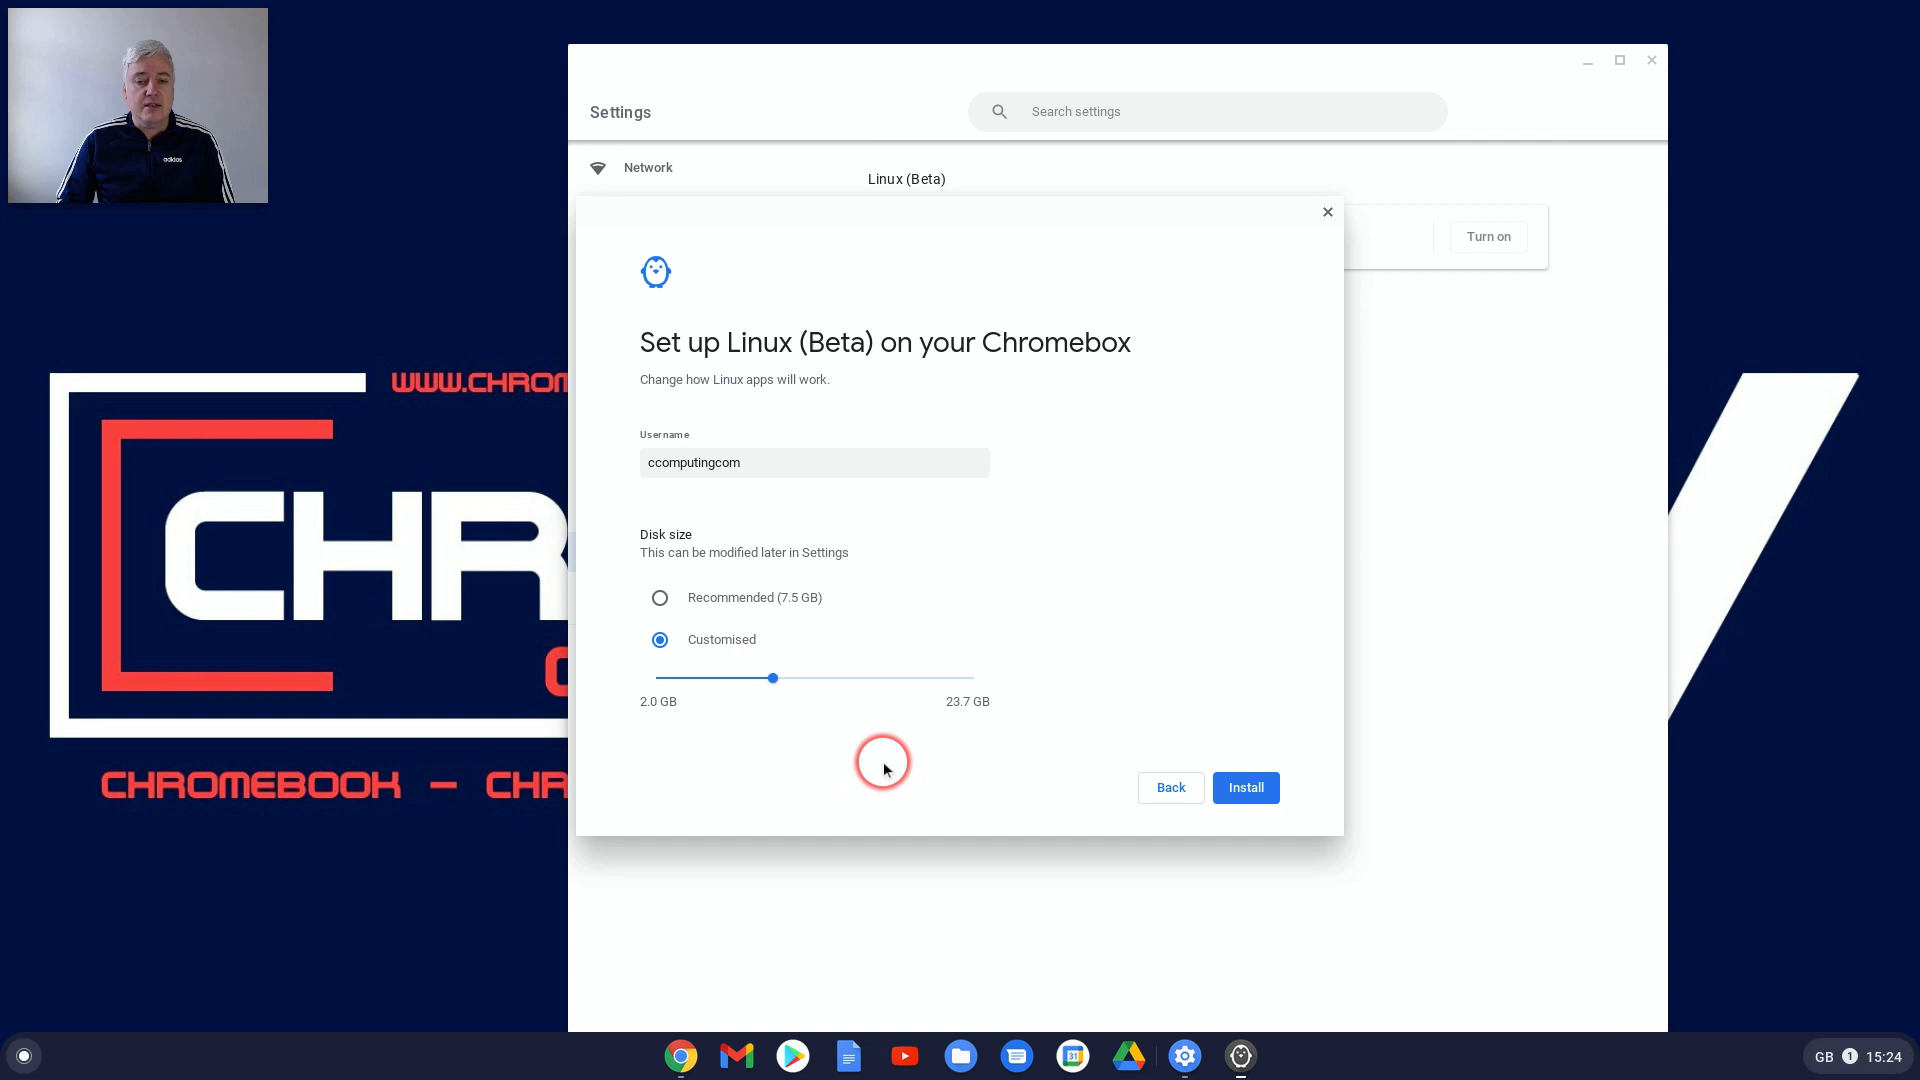 adidas
Settings
Search settings
Network
Linux (Beta)
Turn on
Set up Linux (Beta) on your Chromebox
Change how Linux apps will work.
Username
ccomputingcom
Disk size
This can be modified later in Settings
Recommended (7.5 GB)
Customised
2.0 GB
23.7 GB
Back
Install
WWW.CHROM
CHR
CHROMEBOOK – CHR
31
GB 1 15:24